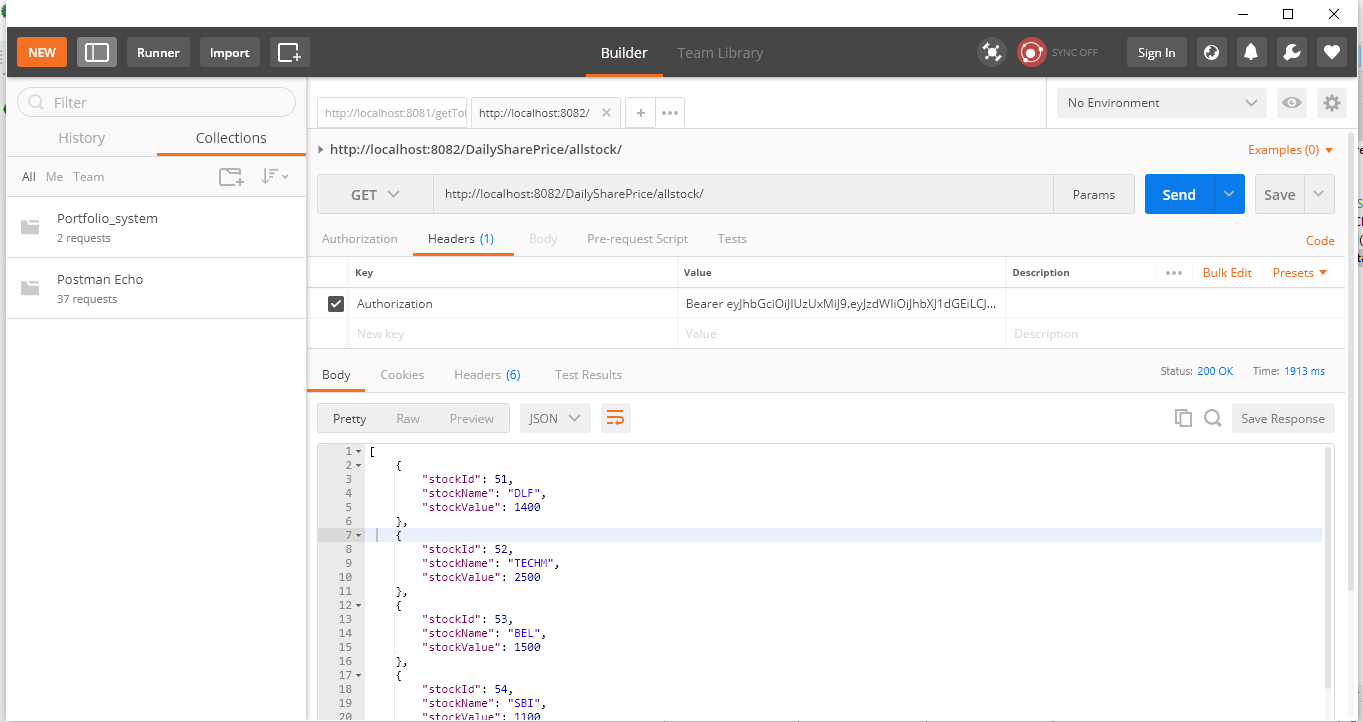 NEW Runner Import Builder Team Library SYNC OFF Sign In
Filter
History Collections
All Me Team
Portfolio_system
2 requests
Postman Echo
37 requests
http://localhost:8081/getTol http://localhost:8082/ No Environment
http://localhost:8082/DailySharePrice/allstock/ Examples (0)
GET http://localhost:8082/DailySharePrice/allstock/ Params Send Save
Authorization Headers (1) Body Pre-request Script Tests Code
Key Value Description Bulk Edit Presets
Authorization Bearer eyJhbGciOiJIUzUxMiJ9.eyJzdWIiOiJhbXJ1dGEiLCJ...
New key Value Description
Body Cookies Headers (6) Test Results Status: 200 OK Time: 1913 ms
Pretty Raw Preview JSON Save Response
1 [
2 {
3 "stockId": 51,
4 "stockName": "DLF",
5 "stockValue": 1400
6 },
7 {
8 "stockId": 52,
9 "stockName": "TECHM",
10 "stockValue": 2500
11 },
12 {
13 "stockId": 53,
14 "stockName": "BEL",
15 "stockValue": 1500
16 },
17 {
18 "stockId": 54,
19 "stockName": "SBI",
20 "stockValue": 1100